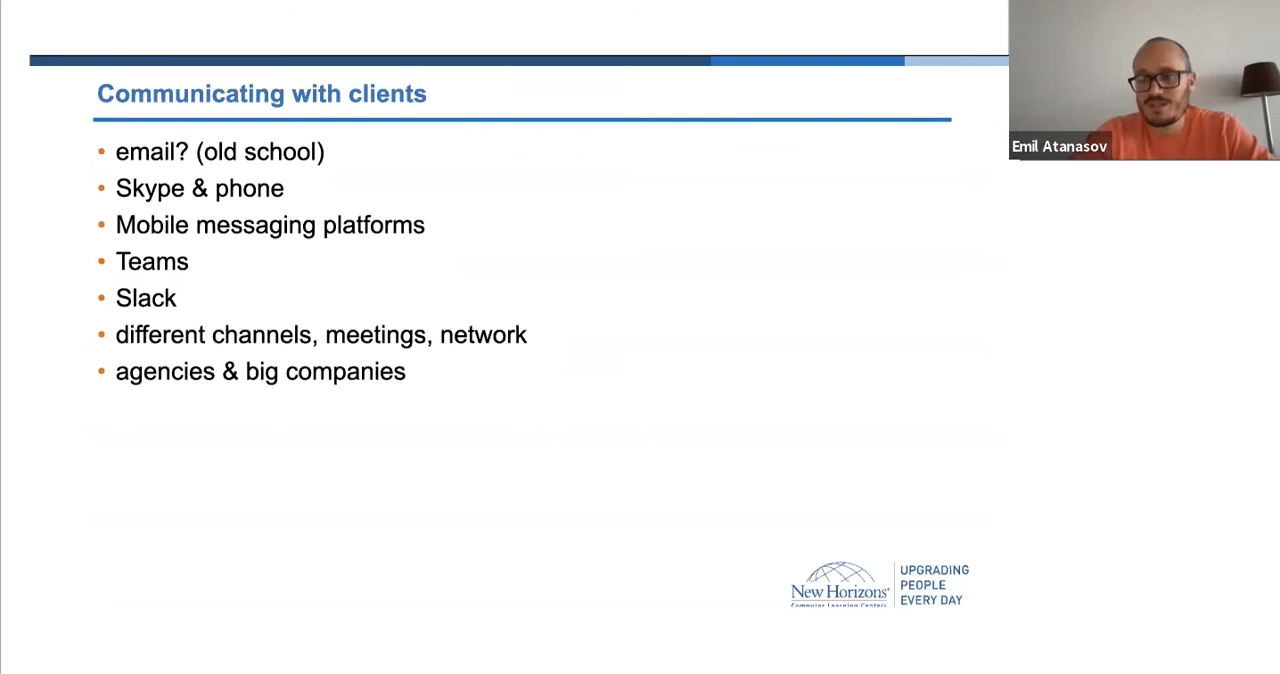 Communicating with clients
• email? (old school)
• Skype & phone
• Mobile messaging platforms
• Teams
• Slack
• different channels, meetings, network
• agencies & big companies
Emil Atanasov
New Horizons®
Computer Learning Centers
UPGRADING
PEOPLE
EVERY DAY